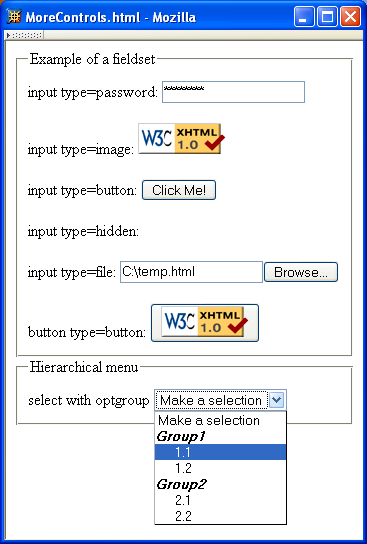 MoreControls.html - Mozilla
Example of a fieldset
input type=password: *********
input type=image: W3C XHTML 1.0
input type=button: Click Me!
input type=hidden:
input type=file: C:\temp.html Browse...
button type=button: W3C XHTML 1.0
Hierarchical menu
select with optgroup Make a selection
Make a selection
Group1
1.1
1.2
Group2
2.1
2.2